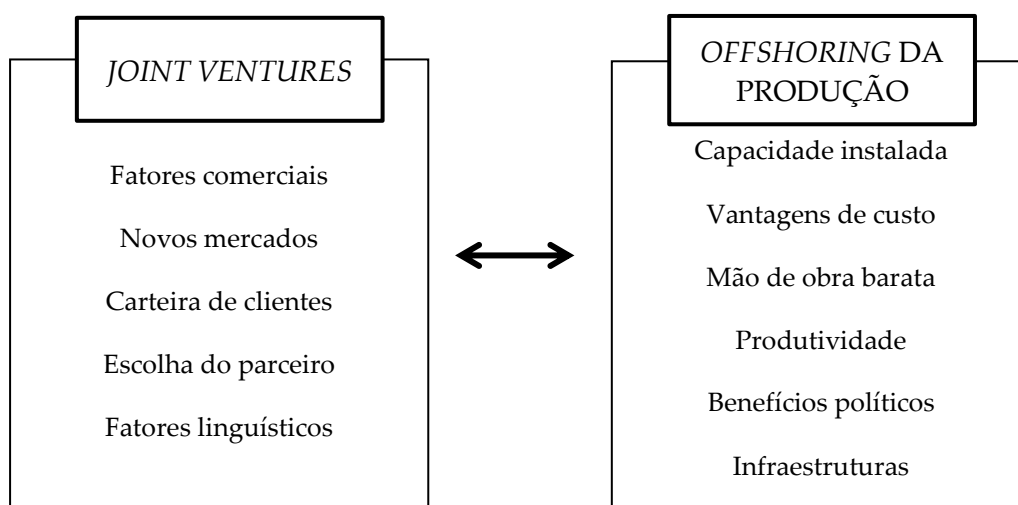 JOINT VENTURES
Fatores comerciais
Novos mercados
Carteira de clientes
Escolha do parceiro
Fatores linguísticos
OFFSHORING DA
PRODUÇÃO
Capacidade instalada
Vantagens de custo
Mão de obra barata
Produtividade
Benefícios políticos
Infraestruturas